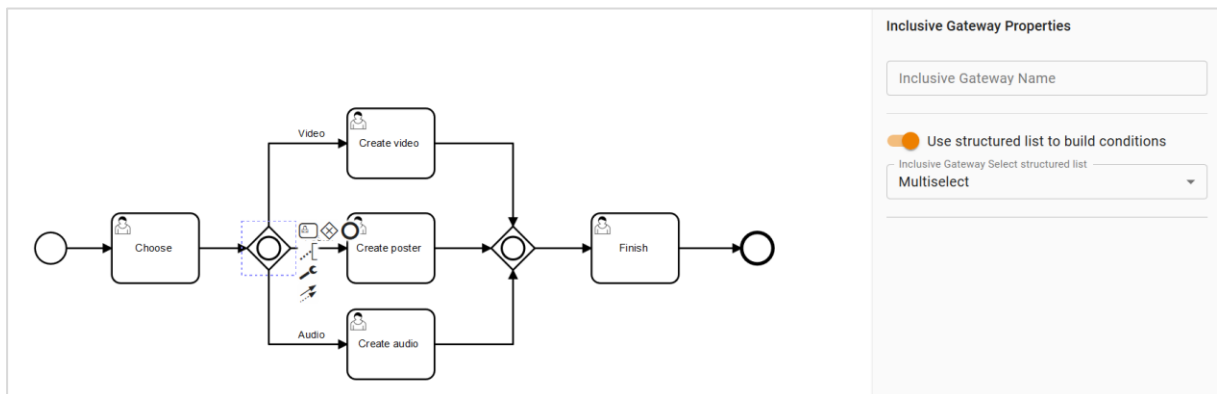 Inclusive Gateway Properties
Inclusive Gateway Name
Use structured list to build conditions
Inclusive Gateway Select structured list
Multiselect
Video
Create video
Choose
Create poster
Finish
Audio
Create audio